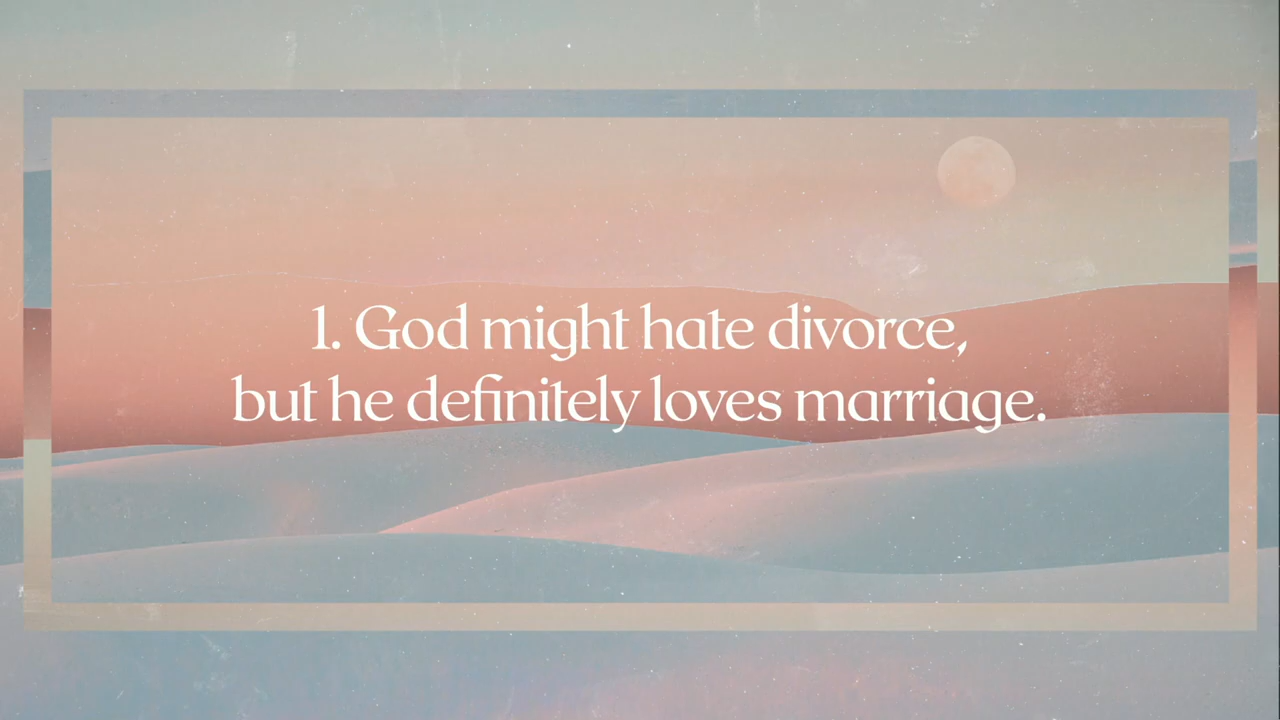 1. God might hate divorce,
but he definitely loves marriage.